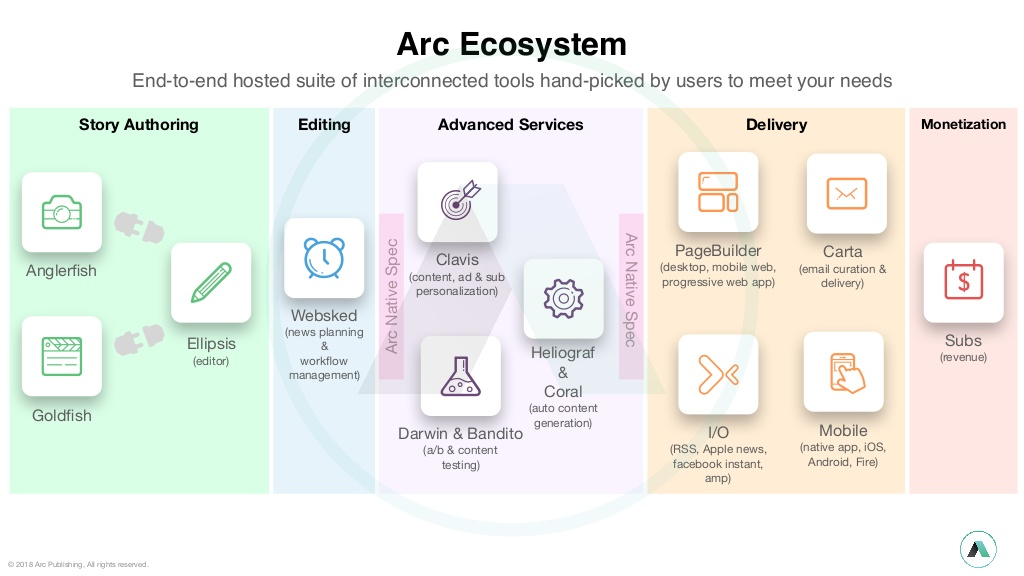 Arc Ecosystem
End-to-end hosted suite of interconnected tools hand-picked by users to meet your needs
Story Authoring
Anglerfish
Goldfish
Ellipsis
(editor)
Editing
Websked
(news planning
&
workflow
management)
Arc Native Spec
Advanced Services
Clavis
(content, ad & sub
personalization)
Darwin & Bandito
(a/b & content
testing)
Heliograf
&
Coral
(auto content
generation)
Arc Native Spec
Delivery
PageBuilder
(desktop, mobile web,
progressive web app)
Carta
(email curation &
delivery)
I/O
(RSS, Apple news,
facebook instant,
amp)
Mobile
(native app, iOS,
Android, Fire)
Monetization
$
Subs
(revenue)
© 2018 Arc Publishing, All rights reserved.